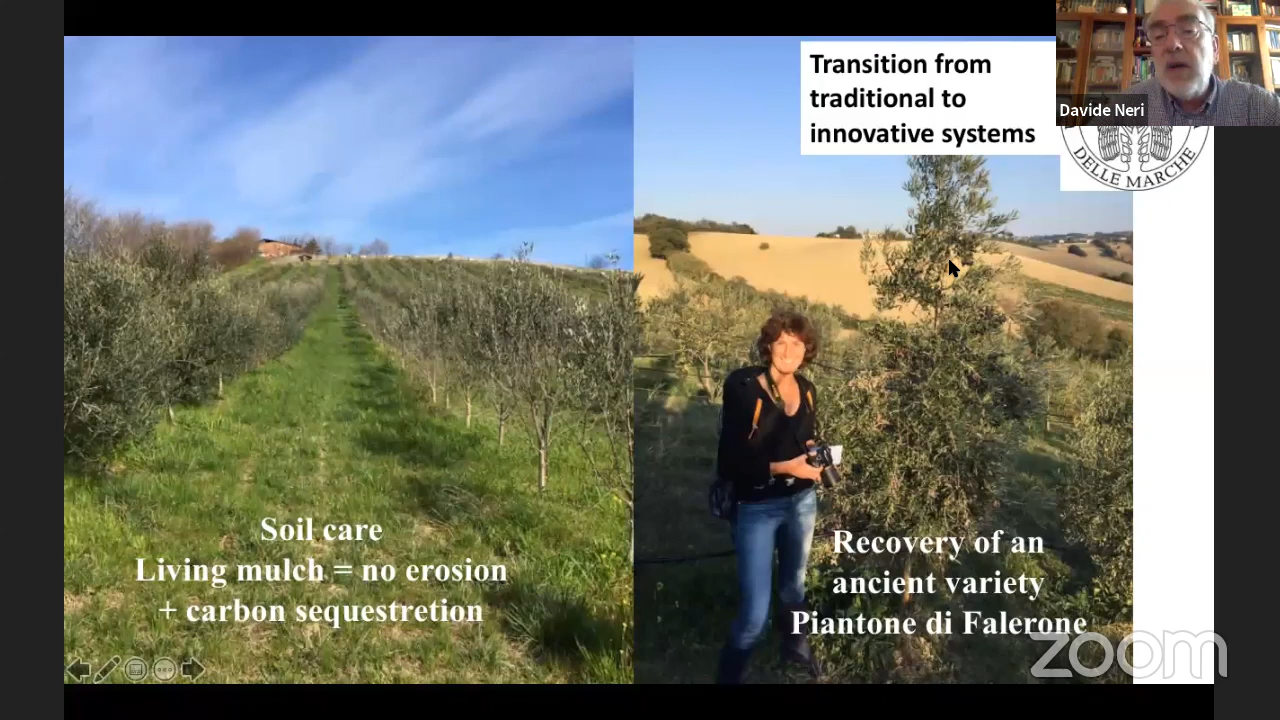 Transition from
traditional to
innovative systems
Davide Neri
DELLE MARCHE
Soil care
Living mulch = no erosion
+ carbon sequestretion
Recovery of an
ancient variety
Piantone di Falerone
zoom